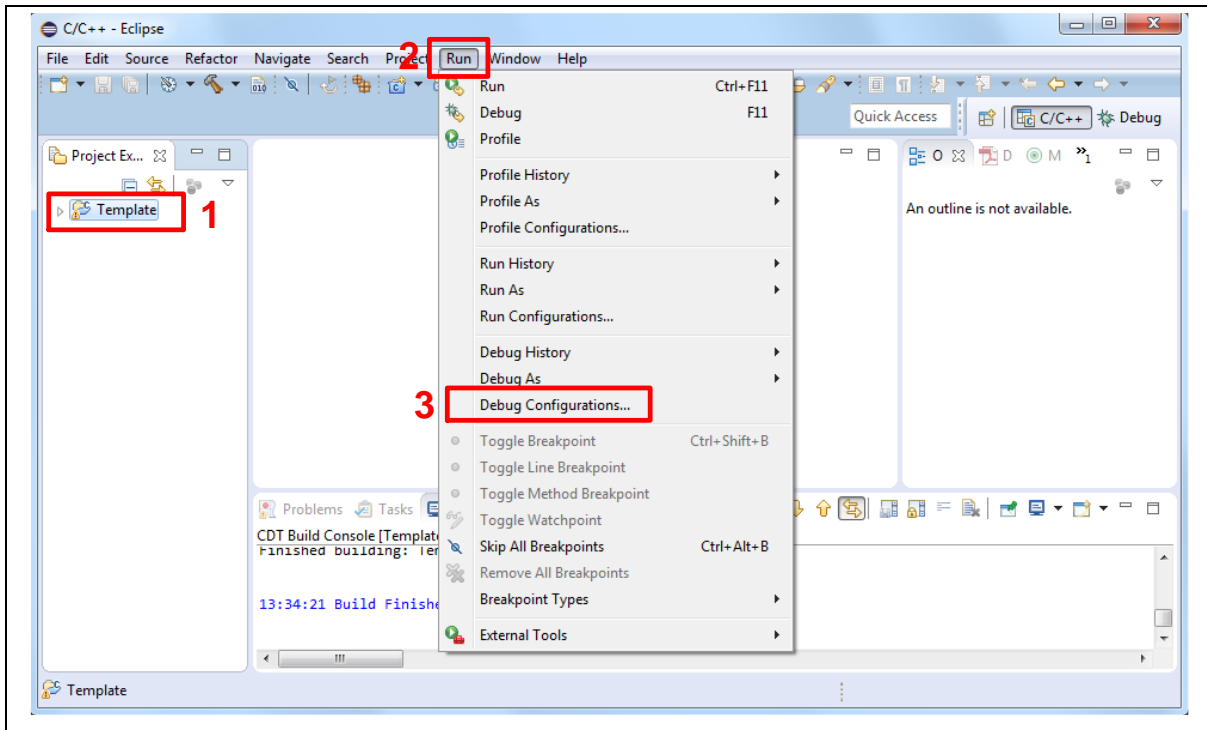 C/C++ - Eclipse
File Edit Source Refactor Navigate Search Project Run Window Help
2
Quick Access
C/C++
Debug
Project Ex...
Template
1
Run Ctrl+F11
Debug F11
Profile
Profile History
Profile As
Profile Configurations...
Run History
Run As
Run Configurations...
Debug History
Debug As
3
Debug Configurations...
Toggle Breakpoint Ctrl+Shift+B
Toggle Line Breakpoint
Toggle Method Breakpoint
Toggle Watchpoint
Skip All Breakpoints Ctrl+Alt+B
Remove All Breakpoints
Breakpoint Types
External Tools
O D M »1
An outline is not available.
Problems Tasks
CDT Build Console [Templat
Finished building: Te
13:34:21 Build Finishe
Template